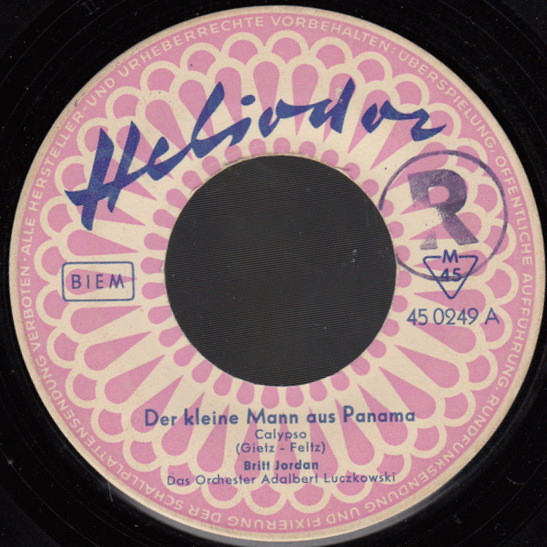 ALLE HERSTELLER- UND URHEBERRECHTE VORBEHALTEN· ÜBERSPIELUNG, ÖFFENTLICHE AUFFÜHRUNG, RUNDFUNKSENDUNG UND FIXIERUNG DER SCHALLPLATTENSENDUNG VERBOTEN·
Heliodor
R
BIEM
M
45
45 0249 A
Der kleine Mann aus Panama
Calypso
(Gietz - Feltz)
Britt Jordan
Das Orchester Adalbert Luczkowski